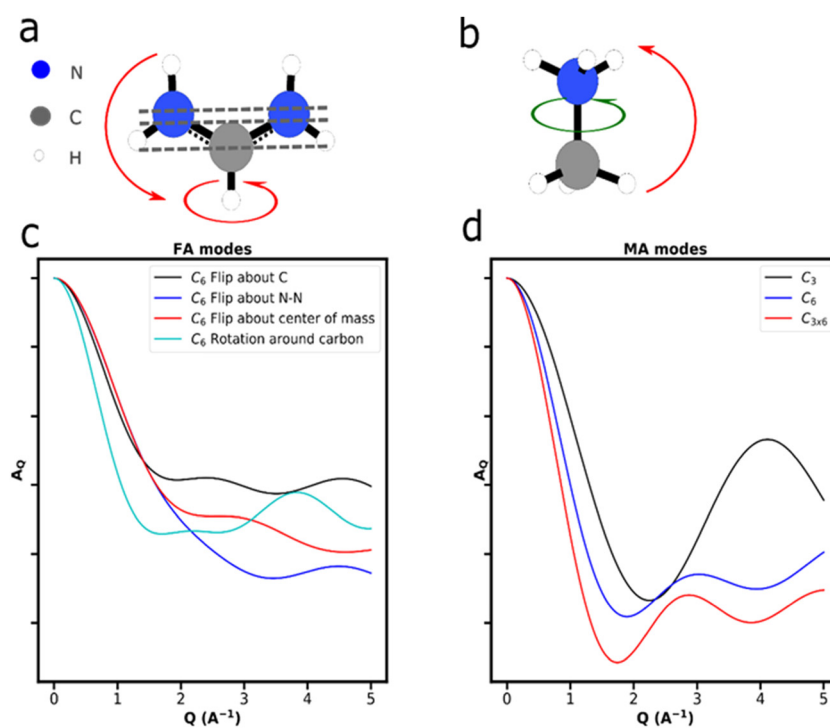 a
b
N
C
H
c
d
FA modes
MA modes
C6 Flip about C
C6 Flip about N-N
C6 Flip about center of mass
C6 Rotation around carbon
C3
C6
C3x6
AQ
AQ
0 1 2 3 4 5
0 1 2 3 4 5
Q (A⁻¹)
Q (A⁻¹)